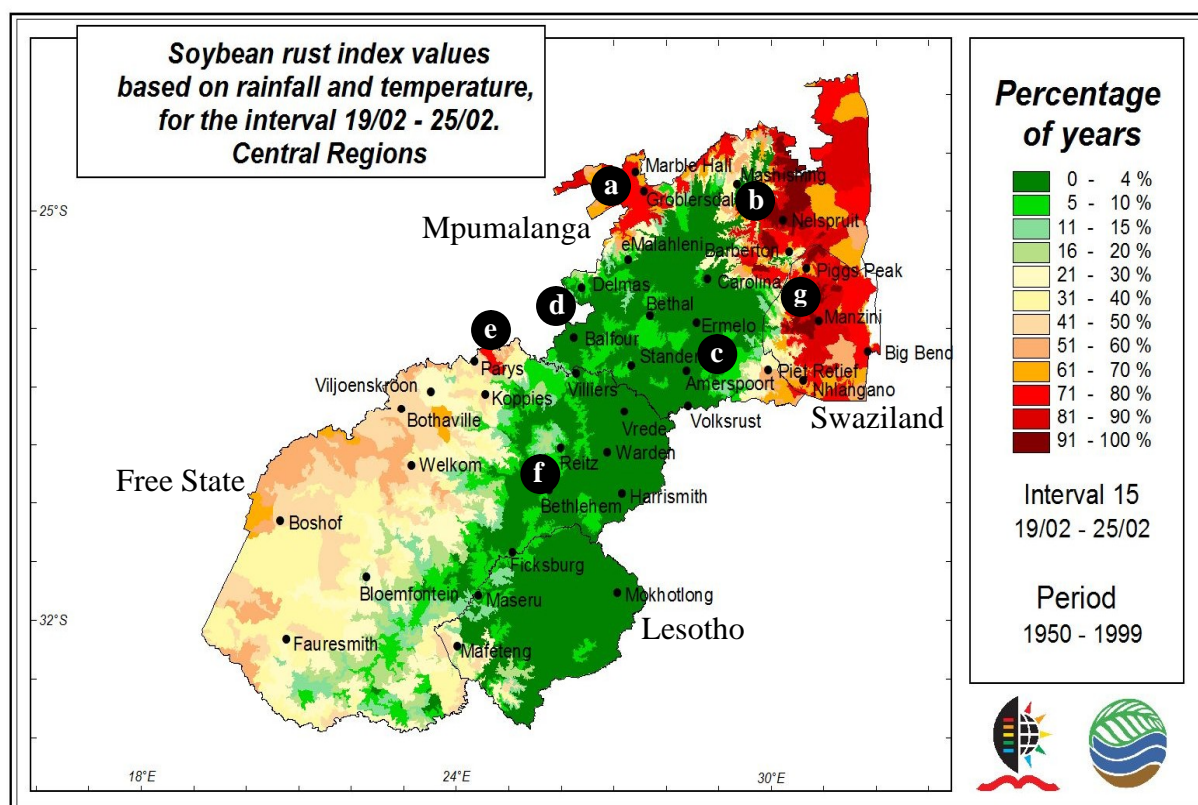 Soybean rust index values
based on rainfall and temperature,
for the interval 19/02 - 25/02.
Central Regions
Percentage
of years
0 - 4 %
5 - 10 %
11 - 15 %
16 - 20 %
21 - 30 %
31 - 40 %
41 - 50 %
51 - 60 %
61 - 70 %
71 - 80 %
81 - 90 %
91 - 100 %
Interval 15
19/02 - 25/02
Period
1950 - 1999
25°S
32°S
18°E
24°E
30°E
Marble Hall
a
Mashishing
Groblersdal
b
Mpumalanga
Nelspruit
eMalahleni
Barberton
Piggs Peak
Carolina
Delmas
g
d
Bethal
Manzini
e
Ermelo
Balfour
c
Big Bend
Parys
Amerspoort
Piet Retief
Nhlangano
Viljoenskroon
Koppies
Villiers
Bothaville
Vrede
Volksrust
Swaziland
Welkom
Reitz
Warden
Free State
f
Harrismith
Bethlehem
Boshof
Ficksburg
Bloemfontein
Maseru
Mokhotlong
Lesotho
Fauresmith
Mafeteng